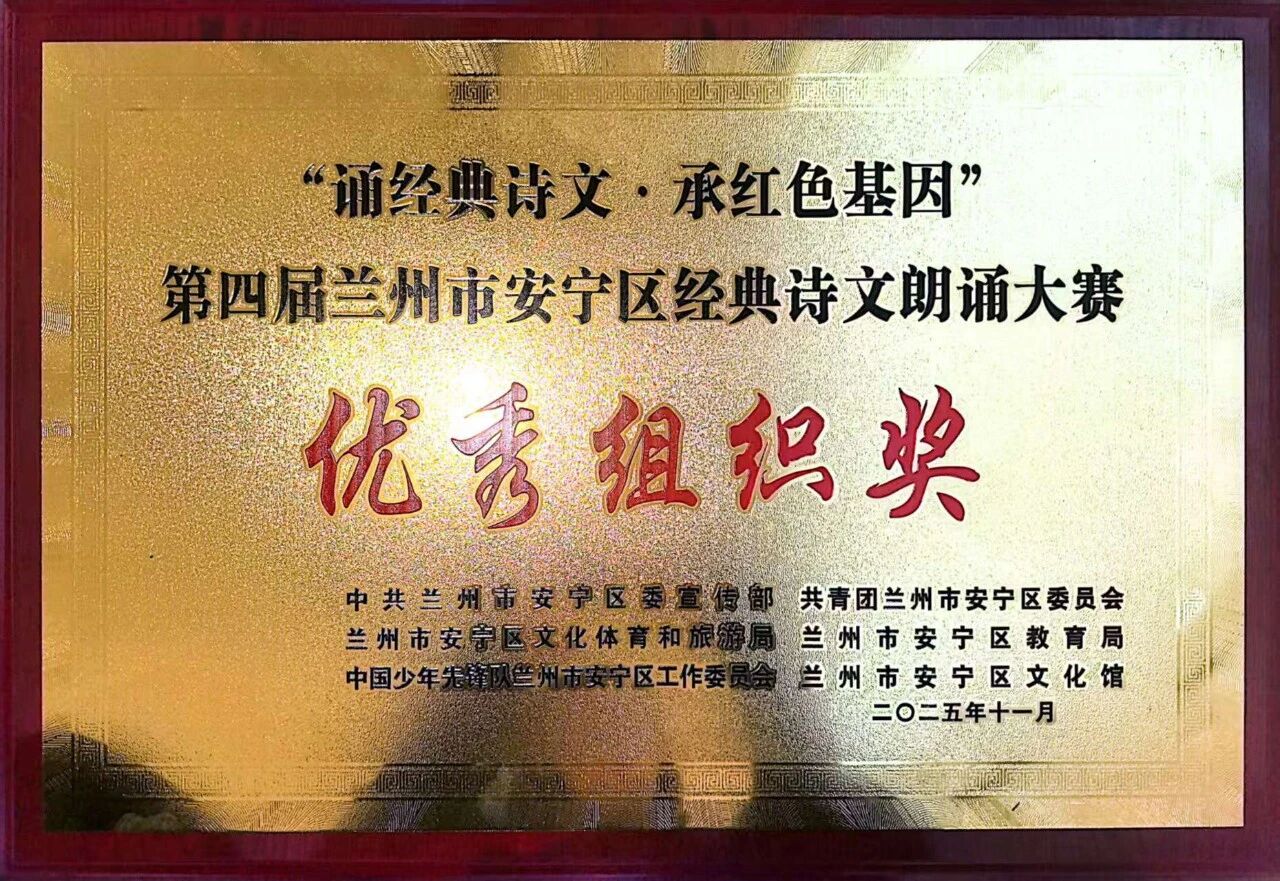 “诵经典诗文·承红色基因”
第四届兰州市安宁区经典诗文朗诵大赛
优秀组织奖
中共兰州市安宁区委宣传部 共青团兰州市安宁区委员会
兰州市安宁区文化体育和旅游局 兰州市安宁区教育局
中国少年先锋队兰州市安宁区工作委员会 兰州市安宁区文化馆
二〇二五年十一月